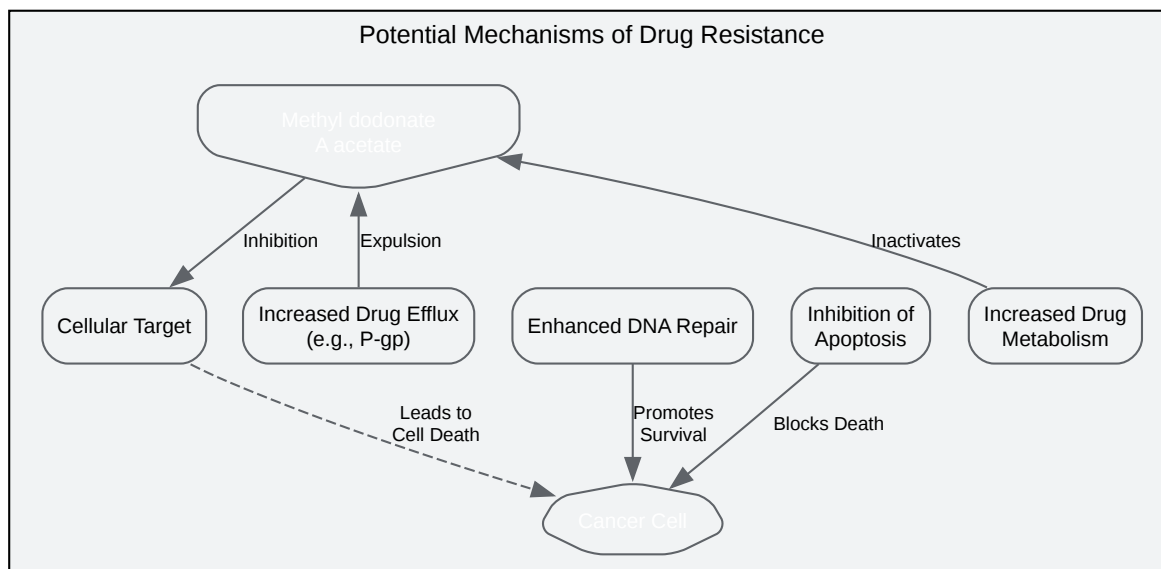 Potential Mechanisms of Drug Resistance
Methyl dodonate
A acetate
Inhibition
Expulsion
Inactivates
Cellular Target
Increased Drug Efflux
(e.g., P-gp)
Enhanced DNA Repair
Inhibition of
Apoptosis
Increased Drug
Metabolism
Leads to
Cell Death
Promotes
Survival
Blocks Death
Cancer Cell